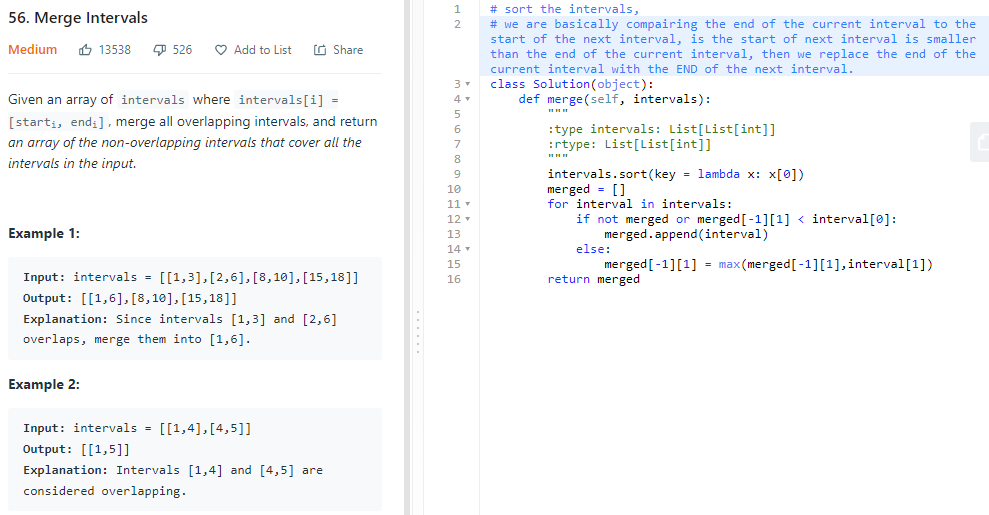 56. Merge Intervals
Medium 13538 526 Add to List Share
Given an array of intervals where intervals[i] =
[starti, endi], merge all overlapping intervals, and return
an array of the non-overlapping intervals that cover all the
intervals in the input.
Example 1:
Input: intervals = [[1,3],[2,6],[8,10],[15,18]]
Output: [[1,6],[8,10],[15,18]]
Explanation: Since intervals [1,3] and [2,6]
overlaps, merge them into [1,6].
Example 2:
Input: intervals = [[1,4],[4,5]]
Output: [[1,5]]
Explanation: Intervals [1,4] and [4,5] are
considered overlapping.
1 # sort the intervals,
2 # we are basically compairing the end of the current interval to the
start of the next interval, is the start of next interval is smaller
than the end of the current interval, then we replace the end of the
current interval with the END of the next interval.
3 class Solution(object):
4 def merge(self, intervals):
5 """
6 :type intervals: List[List[int]]
7 :rtype: List[List[int]]
8 """
9 intervals.sort(key = lambda x: x[0])
10 merged = []
11 for interval in intervals:
12 if not merged or merged[-1][1] < interval[0]:
13 merged.append(interval)
14 else:
15 merged[-1][1] = max(merged[-1][1],interval[1])
16 return merged